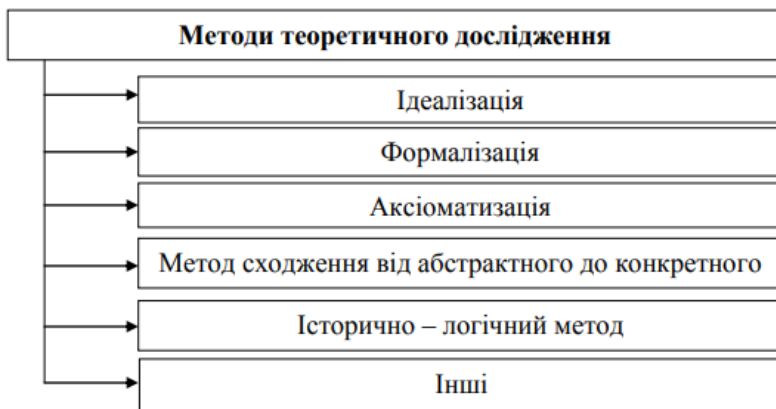 Методи теоретичного дослідження
Ідеалізація
Формалізація
Аксіоматизація
Метод сходження від абстрактного до конкретного
Історично – логічний метод
Інші